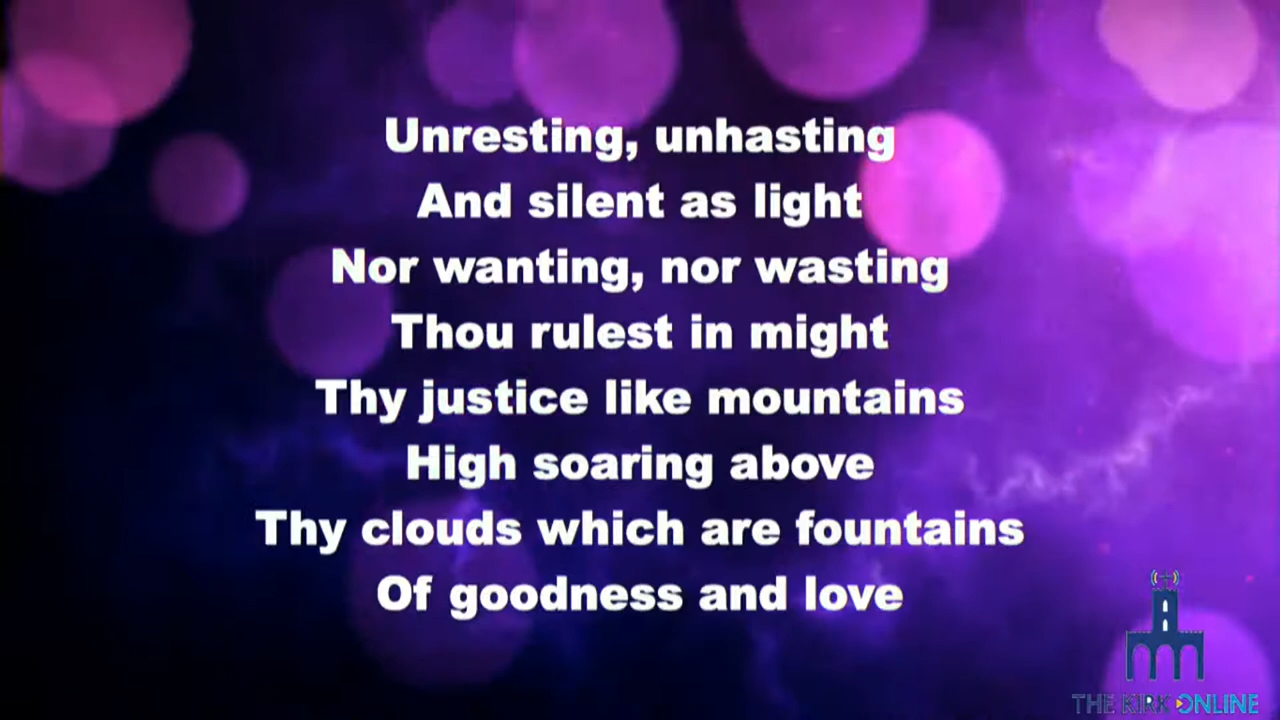 Unresting, unhasting
And silent as light
Nor wanting, nor wasting
Thou rulest in might
Thy justice like mountains
High soaring above
Thy clouds which are fountains
Of goodness and love
THE KIRK ONLINE